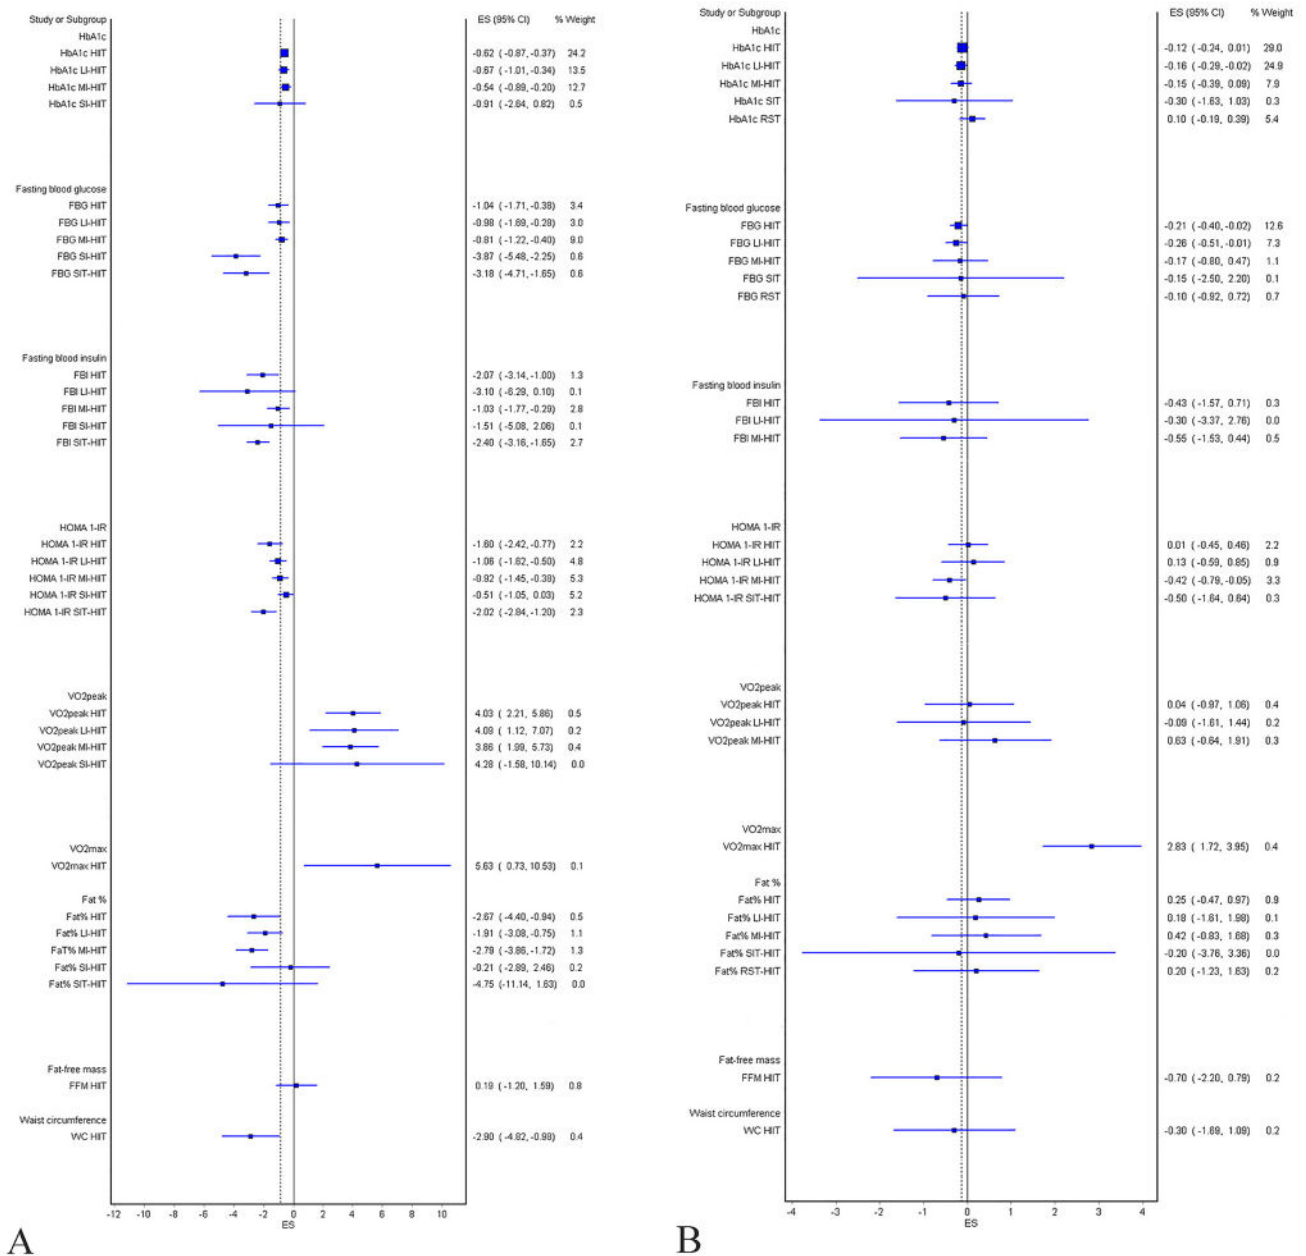 Study or Subgroup ES (95% CI) % Weight
HbA1c
HbA1c HIIT -0.62 (-0.87, -0.37) 24.2
HbA1c LI-HIIT -0.67 (-1.01, -0.34) 13.5
HbA1c MI-HIIT -0.54 (-0.89, -0.20) 12.7
HbA1c SI-HIIT -0.91 (-2.64, 0.82) 0.5
Fasting blood glucose
FBG HIIT -1.04 (-1.71, -0.38) 3.4
FBG LI-HIIT -0.98 (-1.69, -0.28) 3.0
FBG MI-HIIT -0.81 (-1.22, -0.40) 9.0
FBG SI-HIIT -3.87 (-5.48, -2.25) 0.6
FBG SIT-HIIT -3.18 (-4.71, -1.65) 0.6
Fasting blood insulin
FBI HIIT -2.07 (-3.14, -1.00) 1.3
FBI LI-HIIT -3.10 (-6.29, 0.10) 0.1
FBI MI-HIIT -1.03 (-1.77, -0.29) 2.8
FBI SI-HIIT -1.51 (-5.08, 2.06) 0.1
FBI SIT-HIIT -2.40 (-3.16, -1.65) 2.7
HOMA 1-IR
HOMA 1-IR HIIT -1.60 (-2.42, -0.77) 2.2
HOMA 1-IR LI-HIIT -1.06 (-1.62, -0.50) 4.8
HOMA 1-IR MI-HIIT -0.92 (-1.45, -0.39) 5.3
HOMA 1-IR SI-HIIT -0.51 (-1.05, 0.03) 5.2
HOMA 1-IR SIT-HIIT -2.02 (-2.84, -1.20) 2.3
VO2peak
VO2peak HIIT 4.03 ( 2.21, 5.86) 0.5
VO2peak LI-HIIT 4.09 ( 1.12, 7.07) 0.2
VO2peak MI-HIIT 3.86 ( 1.99, 5.73) 0.4
VO2peak SI-HIIT 4.28 (-1.58, 10.14) 0.0
VO2max
VO2max HIIT 5.63 ( 0.73, 10.53) 0.1
Fat %
Fat% HIIT -2.67 (-4.40, -0.94) 0.5
Fat% LI-HIIT -1.91 (-3.08, -0.75) 1.1
FaT% MI-HIIT -2.79 (-3.86, -1.72) 1.3
Fat% SI-HIIT -0.21 (-2.89, 2.46) 0.2
Fat% SIT-HIIT -4.75 (-11.14, 1.63) 0.0
Fat-free mass
FFM HIIT 0.19 (-1.20, 1.59) 0.8
Waist circumference
WC HIIT -2.90 (-4.82, -0.98) 0.4
-12 -10 -8 -6 -4 -2 0 2 4 6 8 10
ES
A
Study or Subgroup ES (95% CI) % Weight
HbA1c
HbA1c HIIT -0.12 (-0.24, 0.01) 29.0
HbA1c LI-HIIT -0.16 (-0.29, -0.02) 24.9
HbA1c MI-HIIT -0.15 (-0.39, 0.09) 7.9
HbA1c SIT -0.30 (-1.63, 1.03) 0.3
HbA1c RST 0.10 (-0.19, 0.39) 5.4
Fasting blood glucose
FBG HIIT -0.21 (-0.40, -0.02) 12.6
FBG LI-HIIT -0.26 (-0.51, -0.01) 7.3
FBG MI-HIIT -0.17 (-0.80, 0.47) 1.1
FBG SIT -0.15 (-2.50, 2.20) 0.1
FBG RST -0.10 (-0.92, 0.72) 0.7
Fasting blood insulin
FBI HIIT -0.43 (-1.57, 0.71) 0.3
FBI LI-HIIT -0.30 (-3.37, 2.76) 0.0
FBI MI-HIIT -0.55 (-1.53, 0.44) 0.5
HOMA 1-IR
HOMA 1-IR HIIT 0.01 (-0.45, 0.46) 2.2
HOMA 1-IR LI-HIIT 0.13 (-0.59, 0.85) 0.9
HOMA 1-IR MI-HIIT -0.42 (-0.79, -0.05) 3.3
HOMA 1-IR SIT-HIIT -0.50 (-1.64, 0.64) 0.3
VO2peak
VO2peak HIIT 0.04 (-0.97, 1.06) 0.4
VO2peak LI-HIIT -0.09 (-1.61, 1.44) 0.2
VO2peak MI-HIIT 0.63 (-0.64, 1.91) 0.3
VO2max
VO2max HIIT 2.83 ( 1.72, 3.95) 0.4
Fat %
Fat% HIIT 0.25 (-0.47, 0.97) 0.9
Fat% LI-HIIT 0.18 (-1.61, 1.98) 0.1
Fat% MI-HIIT 0.42 (-0.83, 1.68) 0.3
Fat% SIT-HIIT -0.20 (-3.76, 3.36) 0.0
Fat% RST-HIIT 0.20 (-1.23, 1.63) 0.2
Fat-free mass
FFM HIIT -0.70 (-2.20, 0.79) 0.2
Waist circumference
WC HIIT -0.30 (-1.69, 1.09) 0.2
-4 -3 -2 -1 0 1 2 3 4
ES
B